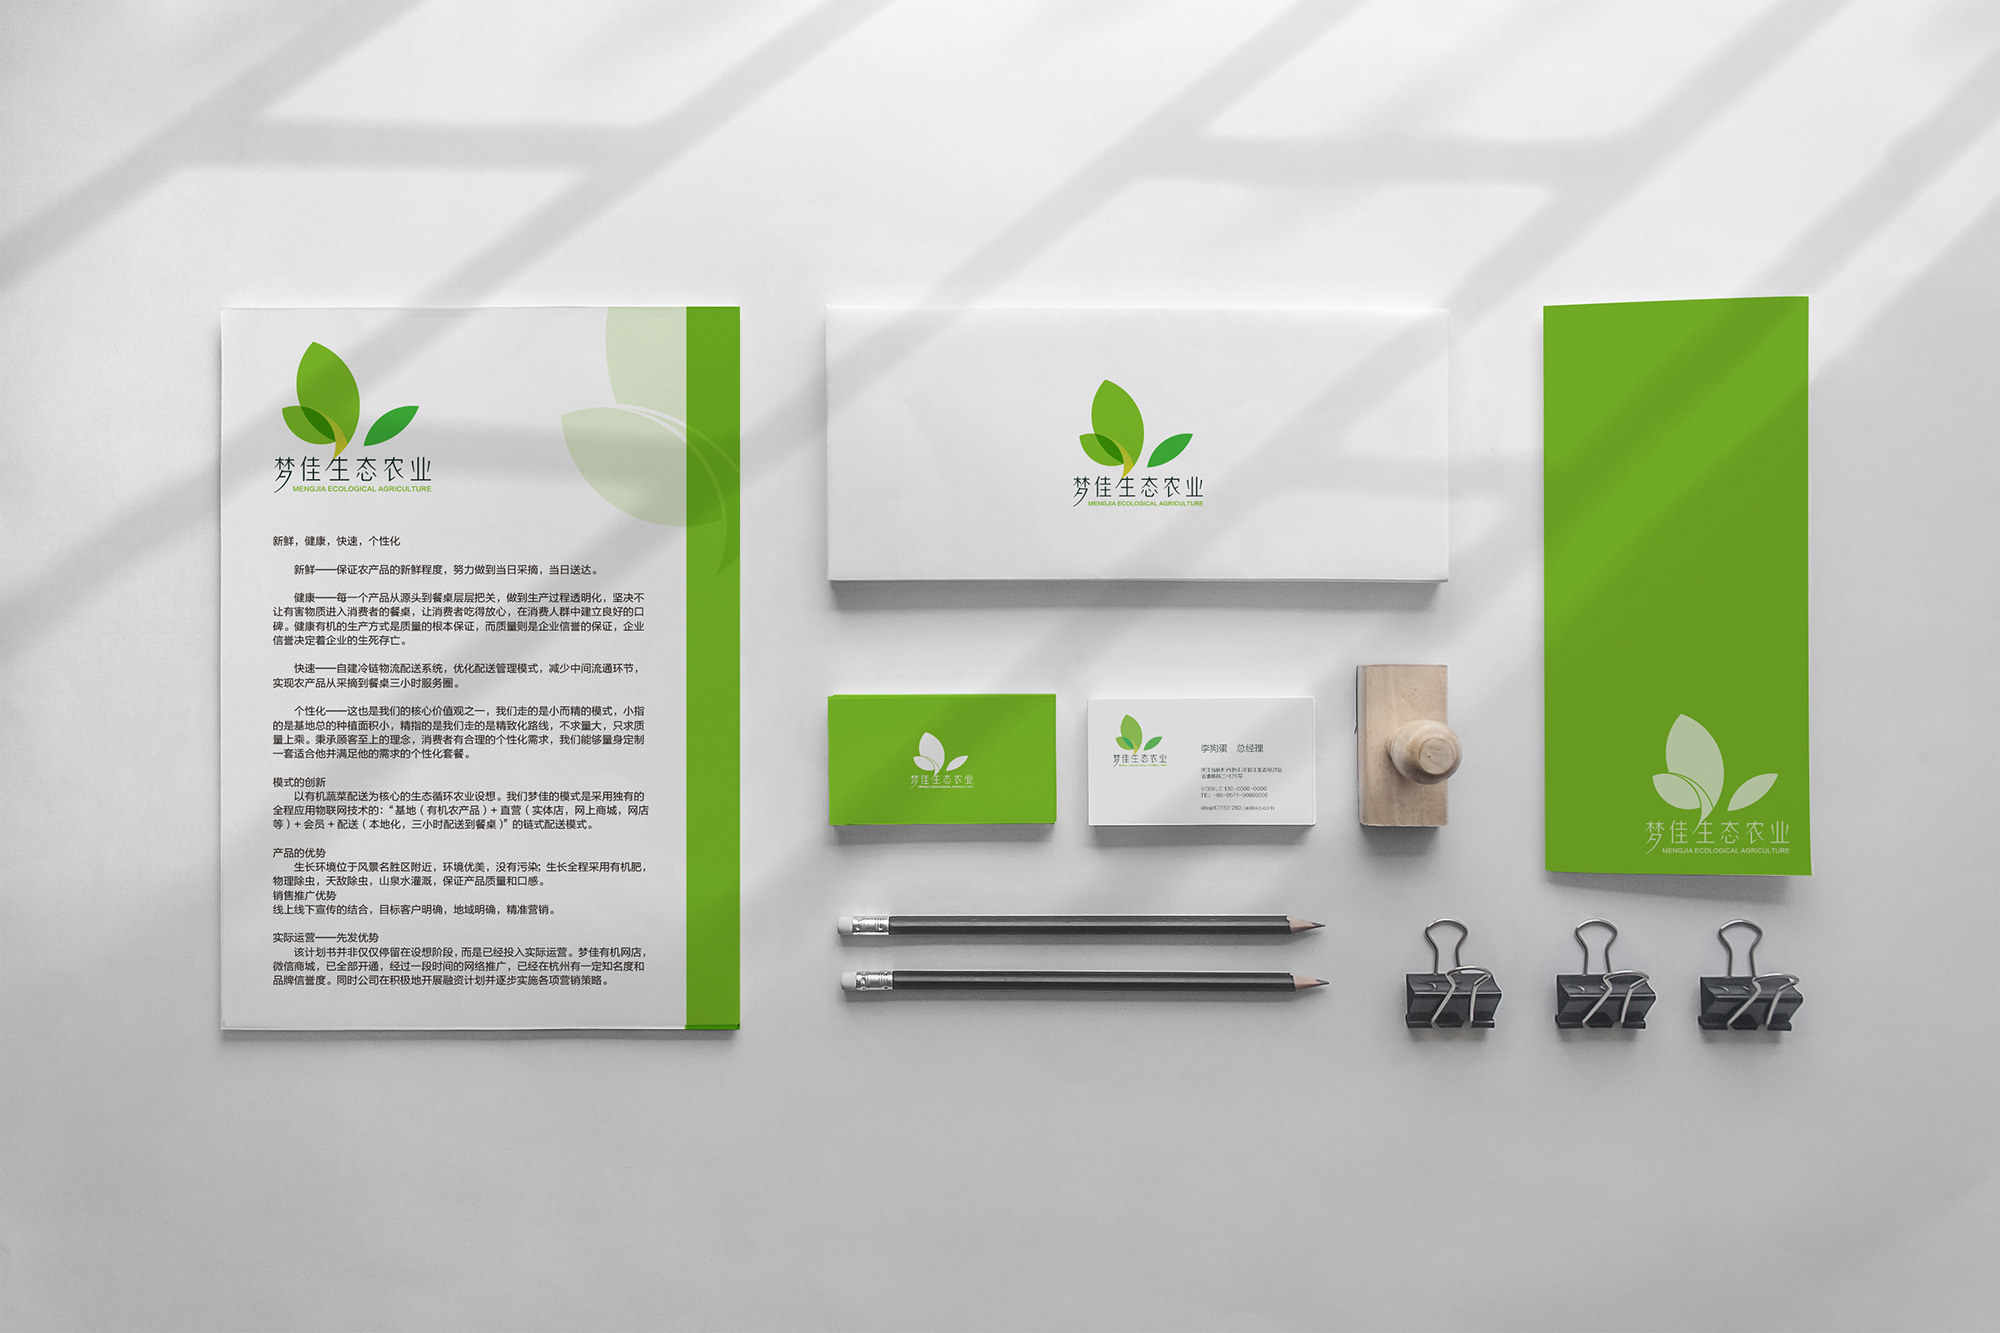 梦佳生态农业
MENGJIA ECOLOGICAL AGRICULTURE
新鲜，健康，快速，个性化
新鲜——保证农产品的新鲜程度，努力做到当日采摘，当日送达。
健康——每一个产品从源头到餐桌层层把关，做到生产过程透明化，坚决不
让有害物质进入消费者的餐桌，让消费者吃得放心，在消费人群中建立良好的口
碑。健康有机的生产方式是质量的根本保证，而质量则是企业信誉的保证，企业
信誉决定着企业的生死存亡。
快速——自建冷链物流配送系统，优化配送管理模式，减少中间流通环节，
实现农产品从采摘到餐桌三小时服务圈。
个性化——这也是我们的核心价值观之一，我们走的是小而精的模式，小指
的是基地总的种植面积小，精指的是我们走的是精致化路线，不求量大，只求质
量上乘。秉承顾客至上的理念，消费者有合理的个性化需求，我们能够量身定制
一套适合他并满足他的需求的个性化套餐。
模式的创新
以有机蔬菜配送为核心的生态循环农业设想。我们梦佳的模式是采用独有的
全程应用物联网技术的：“基地（有机农产品）+ 直营（实体店，网上商城，网店
等）+ 会员 + 配送（本地化，三小时配送到餐桌）”的链式配送模式。
产品的优势
生长环境位于风景名胜区附近，环境优美，没有污染；生长全程采用有机肥，
物理除虫，天敌除虫，山泉水灌溉，保证产品质量和口感。
销售推广优势
线上线下宣传的结合，目标客户明确，地域明确，精准营销。
实际运营——先发优势
该计划书并非仅仅停留在设想阶段，而是已经投入实际运营。梦佳有机网店，
微信商城，已全部开通，经过一段时间的网络推广，已经在杭州有一定知名度和
品牌信誉度。同时公司在积极地开展融资计划并逐步实施各项营销策略。
梦佳生态农业
MENGJIA ECOLOGICAL AGRICULTURE
梦佳生态农业
MENGJIA ECOLOGICAL AGRICULTURE
梦佳生态农业
MENGJIA ECOLOGICAL AGRICULTURE
李狗蛋 总经理
梦佳生态农业
MENGJIA ECOLOGICAL AGRICULTURE